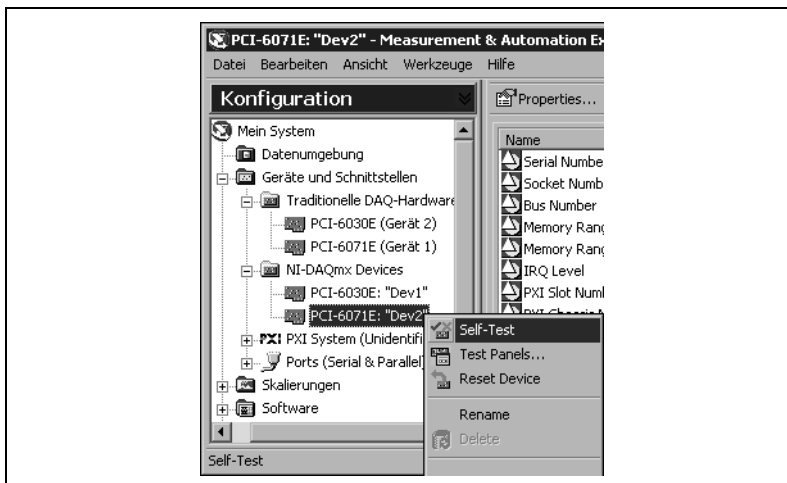 PCI-6071E: "Dev2" - Measurement & Automation Ex
Datei Bearbeiten Ansicht Werkzeuge Hilfe
Konfiguration
Properties...
Mein System
Datenumgebung
Geräte und Schnittstellen
Traditionelle DAQ-Hardware
PCI-6030E (Gerät 2)
PCI-6071E (Gerät 1)
NI-DAQmx Devices
PCI-6030E: "Dev1"
PCI-6071E: "Dev2"
PXI PXI System (Unidentifi
Ports (Serial & Parallel)
Skalierungen
Software
Name
Serial Numbe
Socket Numb
Bus Number
Memory Rang
Memory Rang
IRQ Level
PXI Slot Numl
Self-Test
Test Panels...
Reset Device
Rename
Delete
Self-Test